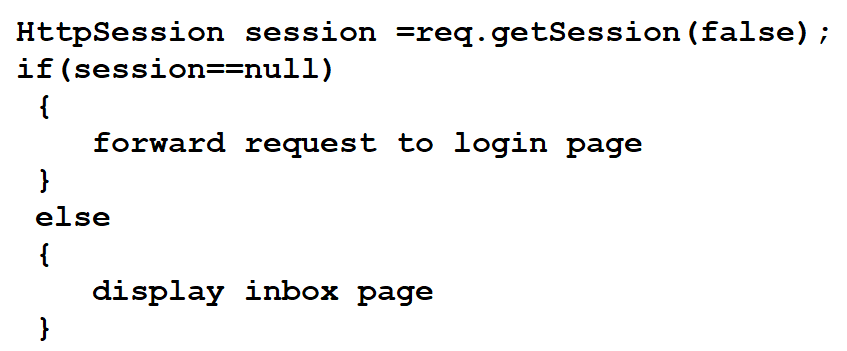 HttpSession session =req.getSession(false);
if(session==null)
{
forward request to login page
}
else
{
display inbox page
}